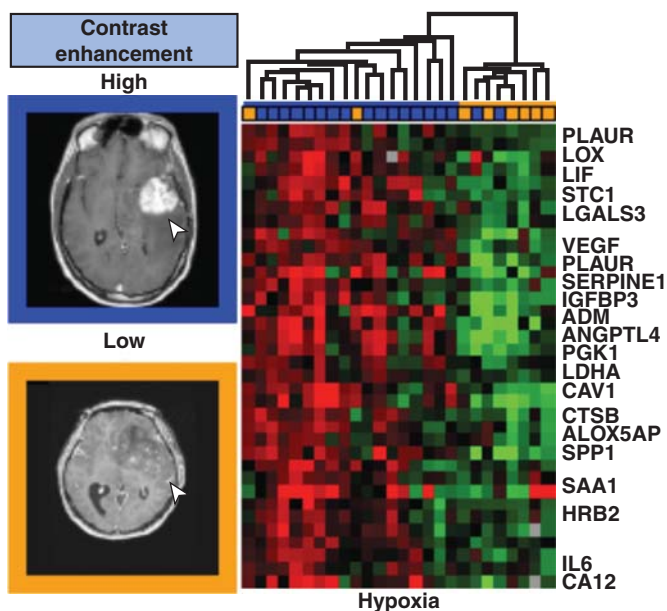 Contrast
enhancement
High
Low
PLAUR
LOX
LIF
STC1
LGALS3
VEGF
PLAUR
SERPINE1
IGFBP3
ADM
ANGPTL4
PGK1
LDHA
CAV1
CTSB
ALOX5AP
SPP1
SAA1
HRB2
IL6
CA12
Hypoxia